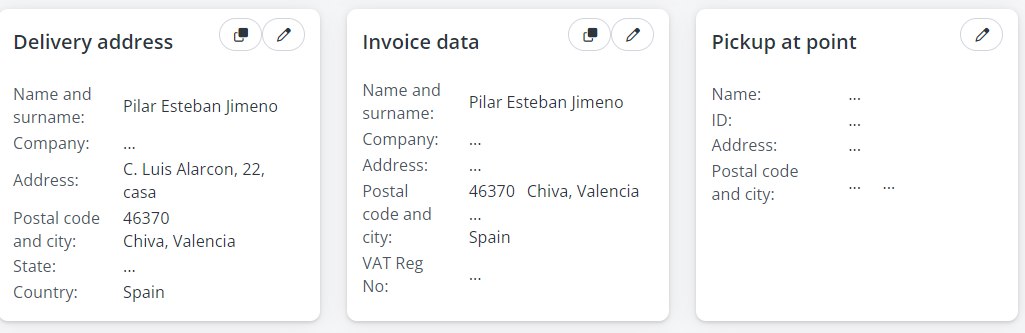 Delivery address
Name and
surname:
Pilar Esteban Jimeno
Company:
...
Address:
C. Luis Alarcon, 22,
casa
Postal code
and city:
46370
Chiva, Valencia
State:
...
Country:
Spain
Invoice data
Name and
surname:
Pilar Esteban Jimeno
Company:
...
Address:
...
Postal
code and
city:
46370 Chiva, Valencia
...
Spain
VAT Reg
No:
...
Pickup at point
Name:
...
ID:
...
Address:
...
Postal code
and city:
... ...